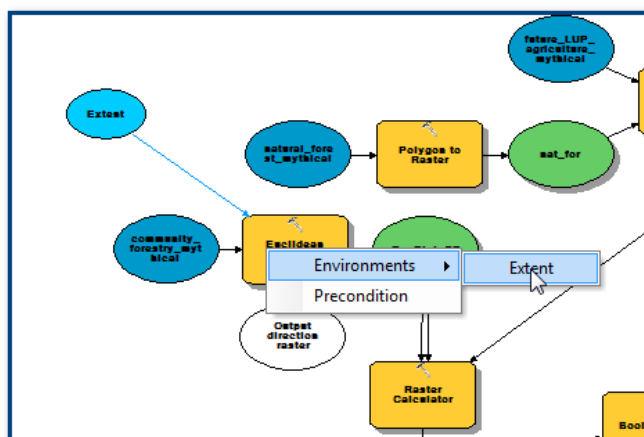 future_LUP_
agriculture_
mythical
Extent
natural_fore
st_mythical
Polygon to
Raster
nat_for
community_
forestry_myt
hical
Euclidean
Environments
Extent
Precondition
Output
direction
raster
Raster
Calculator
Bool